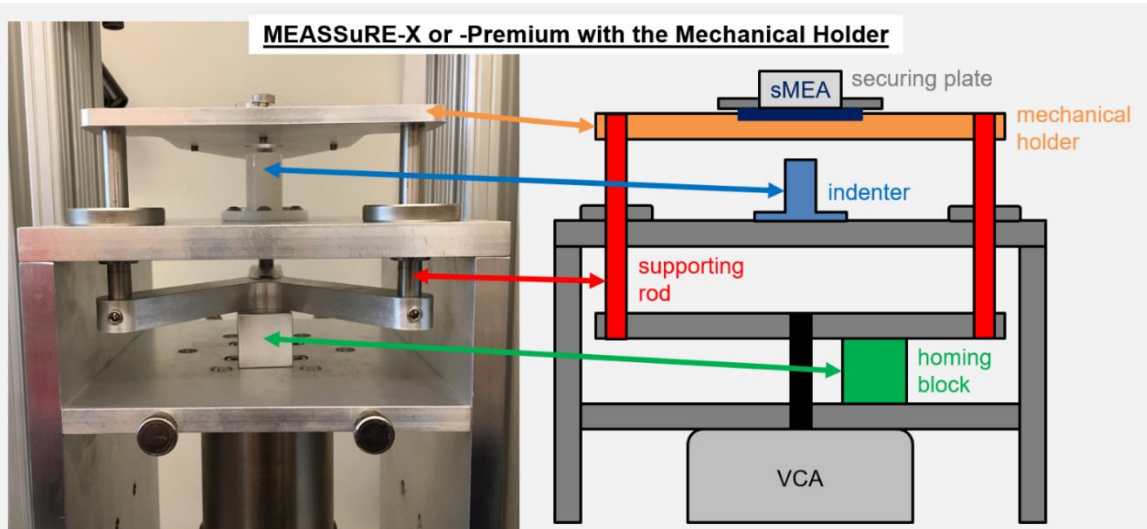 MEASSuRE-X or -Premium with the Mechanical Holder
securing plate
sMEA
mechanical
holder
indenter
supporting
rod
homing
block
VCA